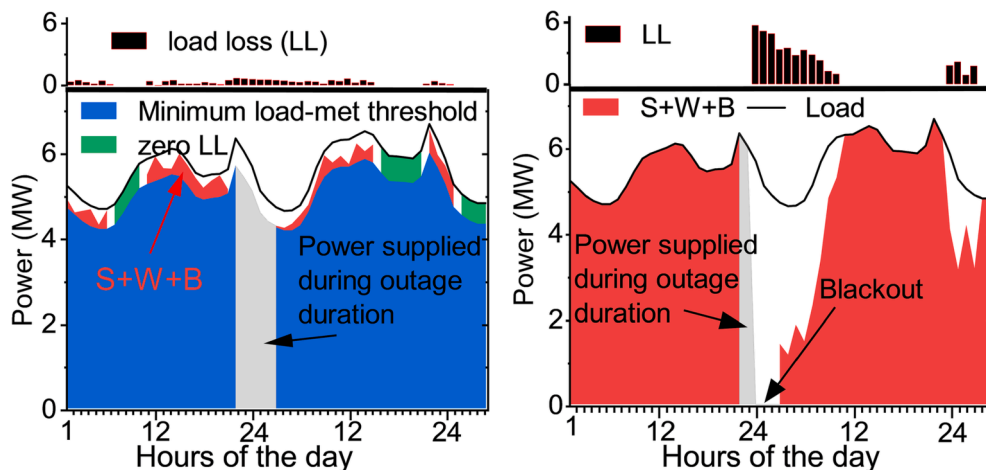 6
load loss (LL)
0
Minimum load-met threshold
zero LL
6
4
2
0
Power (MW)
S+W+B
Power supplied
during outage
duration
1 12 24 12 24
Hours of the day
6
LL
0
S+W+B Load
6
4
2
0
Power (MW)
Power supplied
during outage
duration
Blackout
1 12 24 12 24
Hours of the day